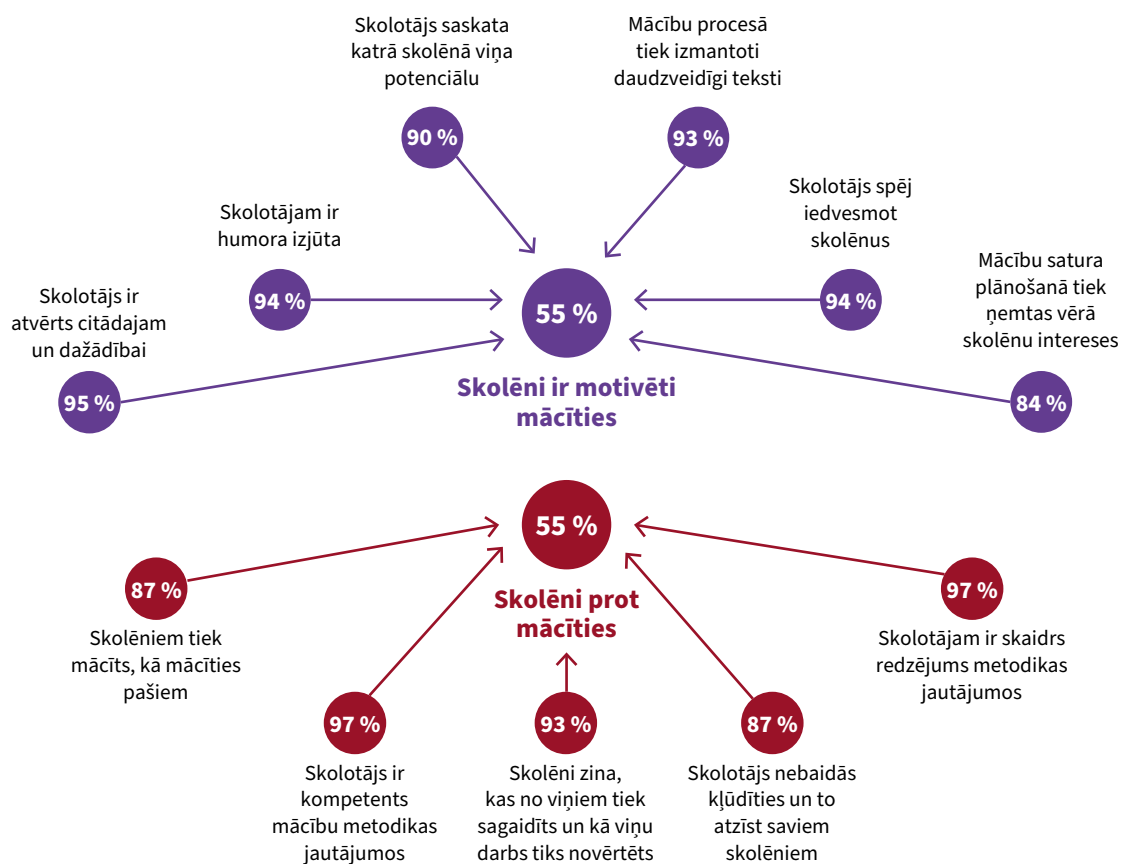 Skolotājs saskata
katrā skolēnā viņa
potenciālu
90 %
Mācību procesā
tiek izmantoti
daudzveidīgi teksti
93 %
Skolotājam ir
humora izjūta
94 %
Skolotājs spēj
iedvesmot
skolēnus
94 %
Skolotājs ir
atvērts citādajam
un dažādībai
95 %
Mācību satura
plānošanā tiek
ņemtas vērā
skolēnu intereses
84 %
55 %
Skolēni ir motivēti
mācīties
55 %
Skolēni prot
mācīties
87 %
Skolēniem tiek
mācīts, kā mācīties
pašiem
97 %
Skolotājs ir
kompetents
mācību metodikas
jautājumos
93 %
Skolēni zina,
kas no viņiem tiek
sagaidīts un kā viņu
darbs tiks novērtēts
87 %
Skolotājs nebaidās
kļūdīties un to
atzīst saviem
skolēniem
97 %
Skolotājam ir skaidrs
redzējums metodikas
jautājumos